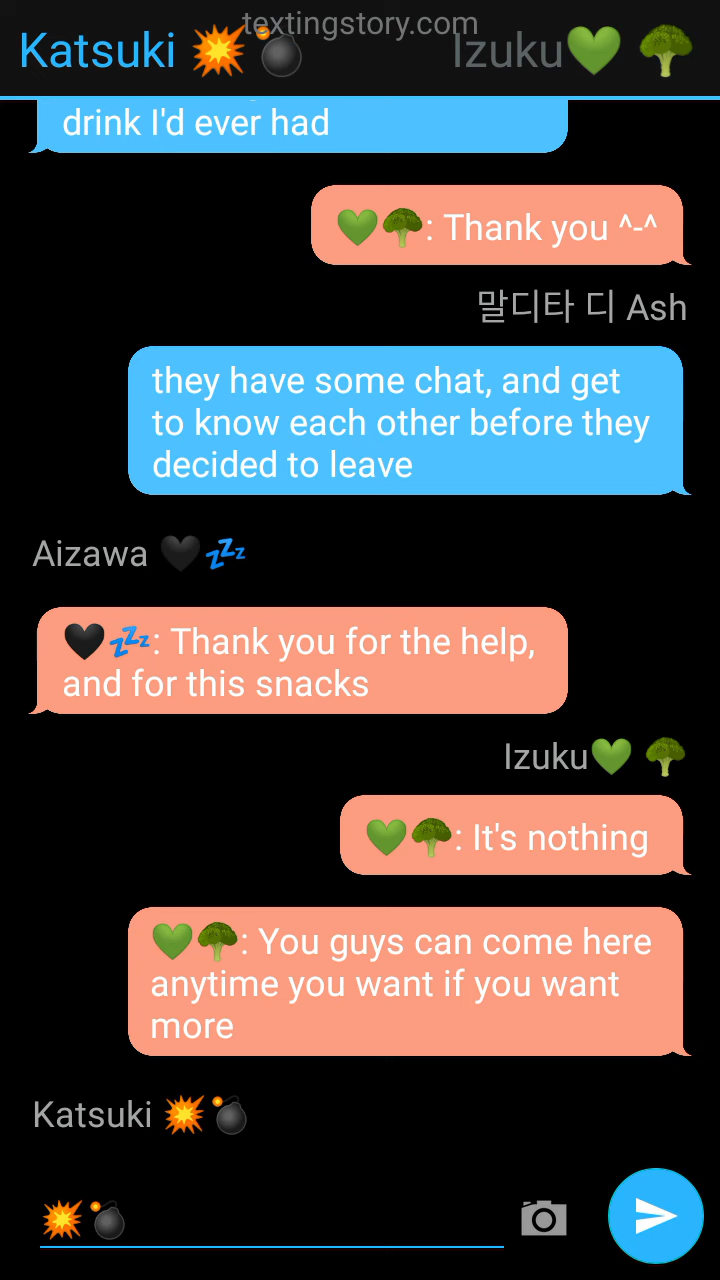 textingstory.com
Katsuki 💥💣 Izuku💚 🥦
drink I'd ever had
💚🥦: Thank you ^-^
말디타 디 Ash
they have some chat, and get
to know each other before they
decided to leave
Aizawa 🖤💤
🖤💤: Thank you for the help,
and for this snacks
Izuku💚 🥦
💚🥦: It's nothing
💚🥦: You guys can come here
anytime you want if you want
more
Katsuki 💥💣
💥💣